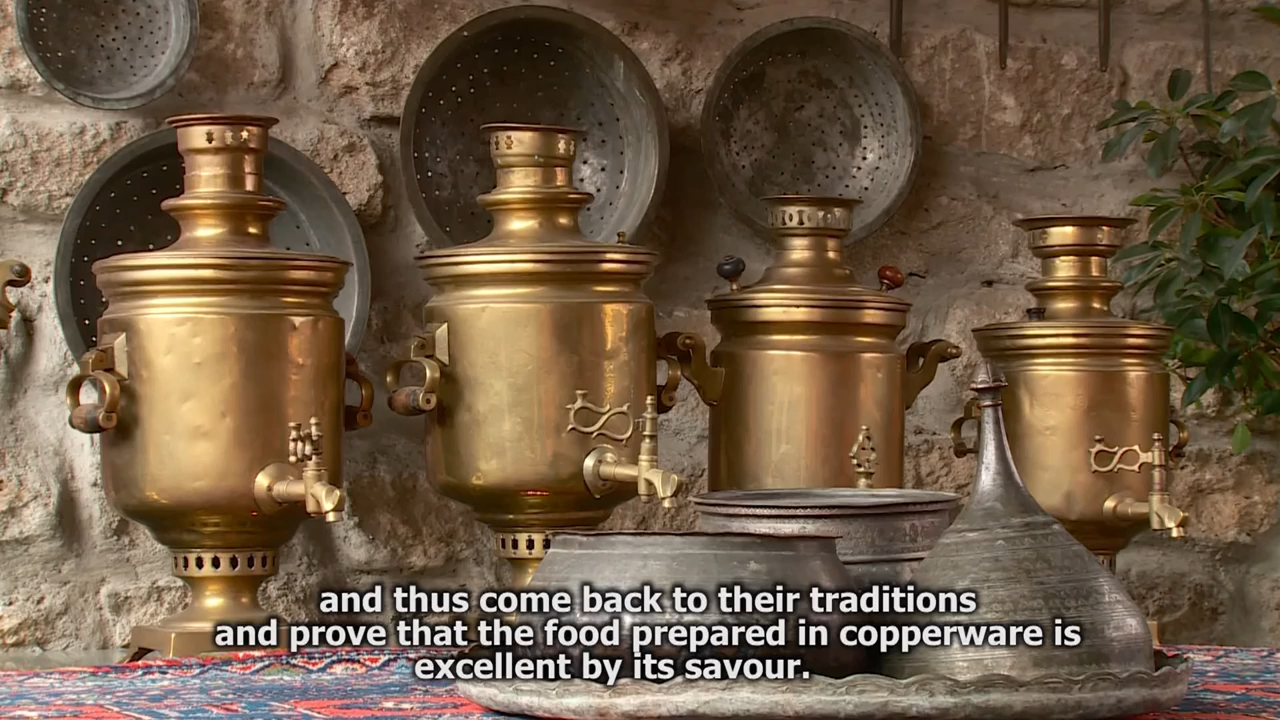 and thus come back to their traditions
and prove that the food prepared in copperware is
excellent by its savour.